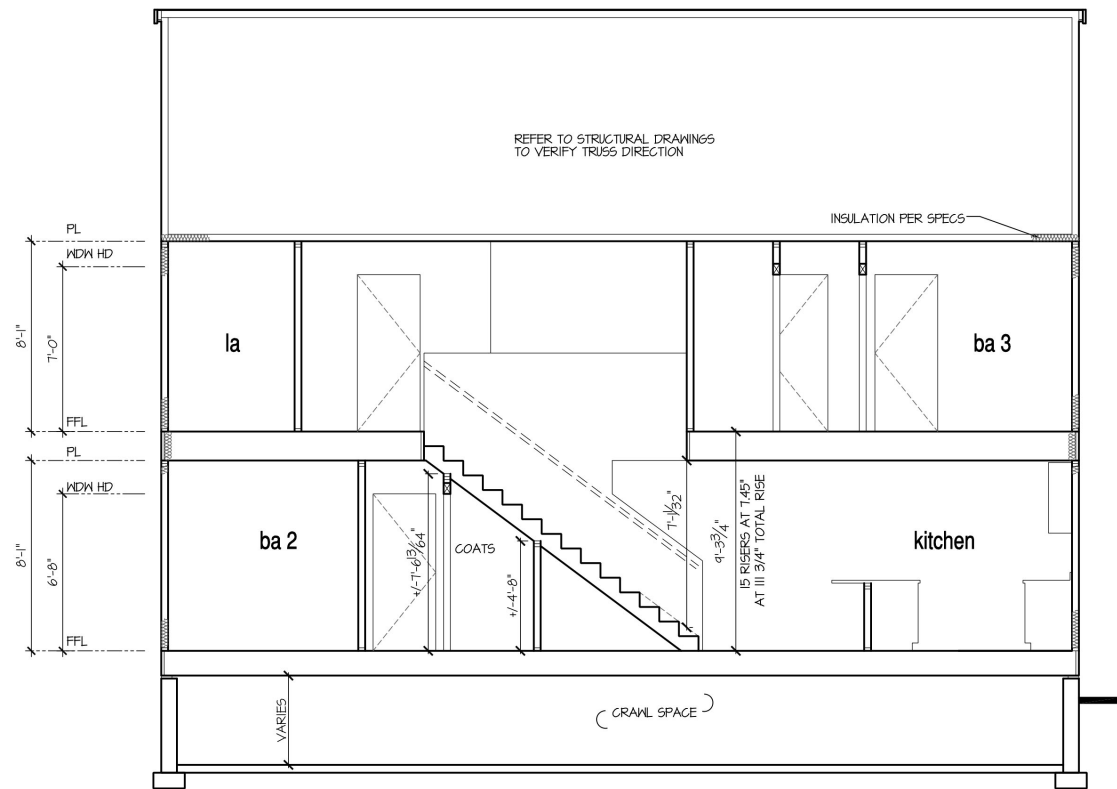 REFER TO STRUCTURAL DRAWINGS
TO VERIFY TRUSS DIRECTION
INSULATION PER SPECS
PL
WDW HD
8'-1"
7'-0"
la
ba 3
FFL
PL
WDW HD
8'-1"
6'-8"
ba 2
+/-7'-6 13/64"
COATS
+/-4'-8"
7'-1/32"
9'-3 3/4"
15 RISERS AT 7.45"
AT 111 3/4" TOTAL RISE
kitchen
FFL
VARIES
CRAWL SPACE